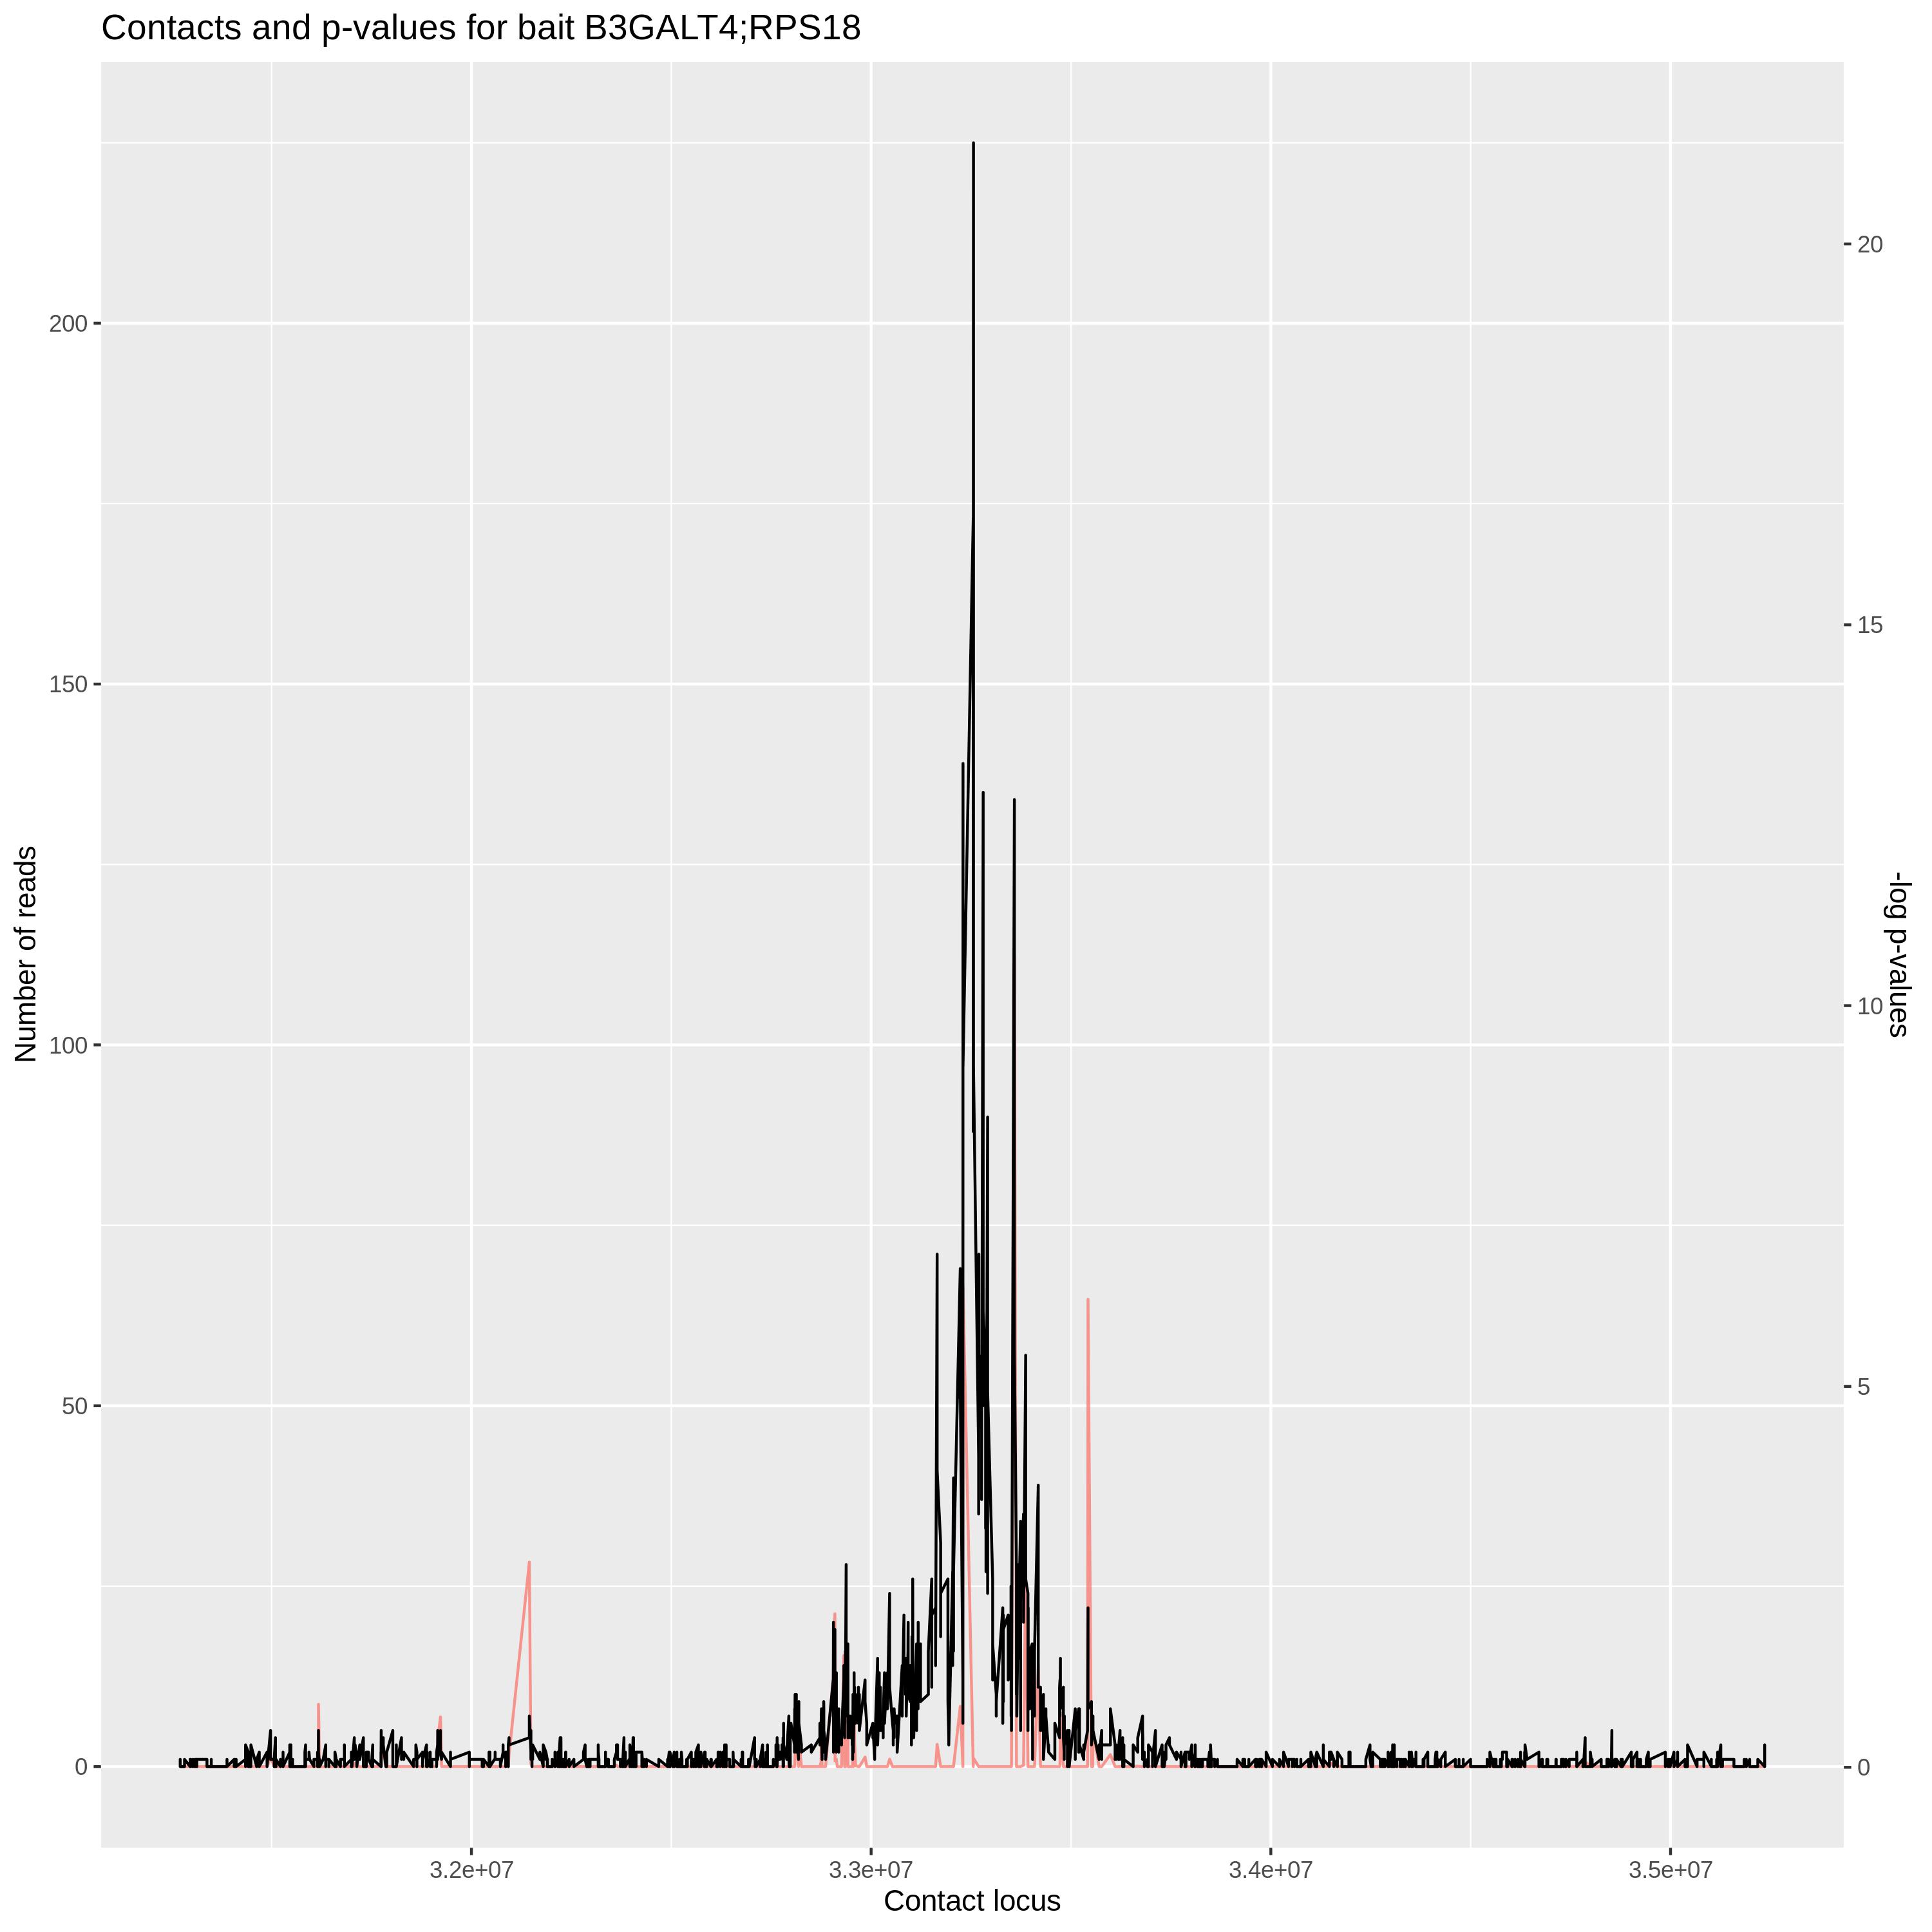 Contacts and p-values for bait B3GALT4;RPS18
Number of reads
200
150
100
50
0
20
15
10
5
0
-log p-values
3.2e+07
3.3e+07
3.4e+07
3.5e+07
Contact locus